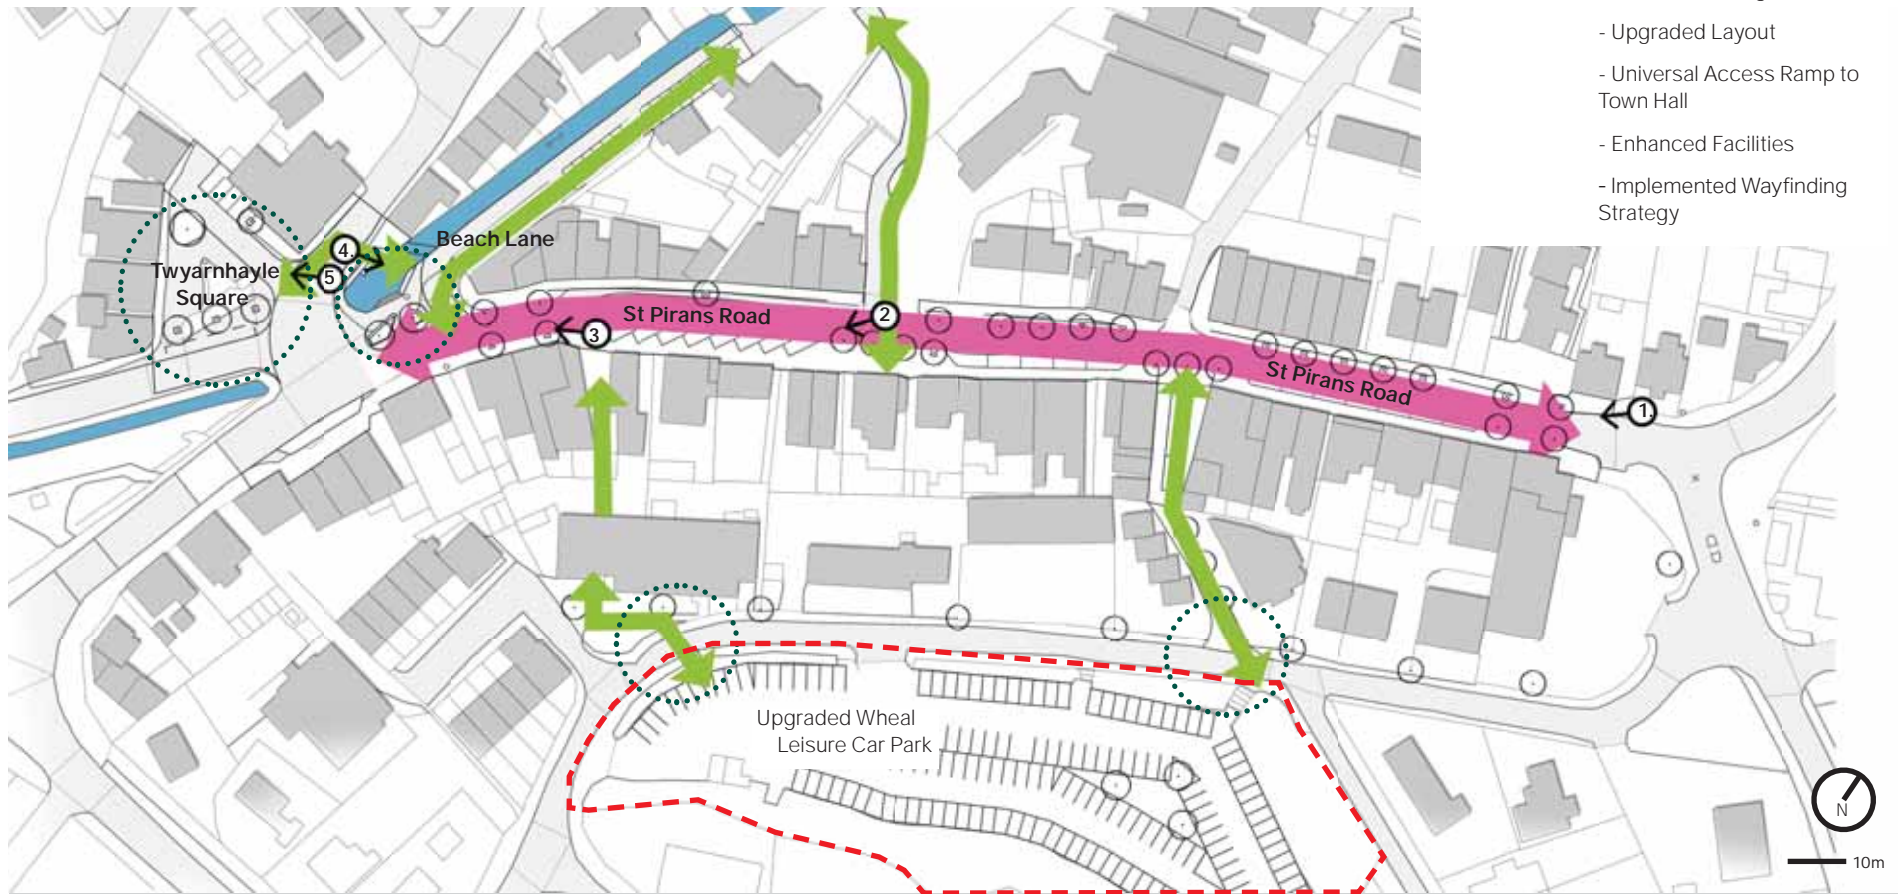 - Upgraded Layout
- Universal Access Ramp to
Town Hall
- Enhanced Facilities
- Implemented Wayfinding
Strategy
Beach Lane
4.
5
Twyarnhayle
Square
St Pirans Road
2
3
St Pirans Road
1.
Upgraded Wheal
Leisure Car Park
N
10m